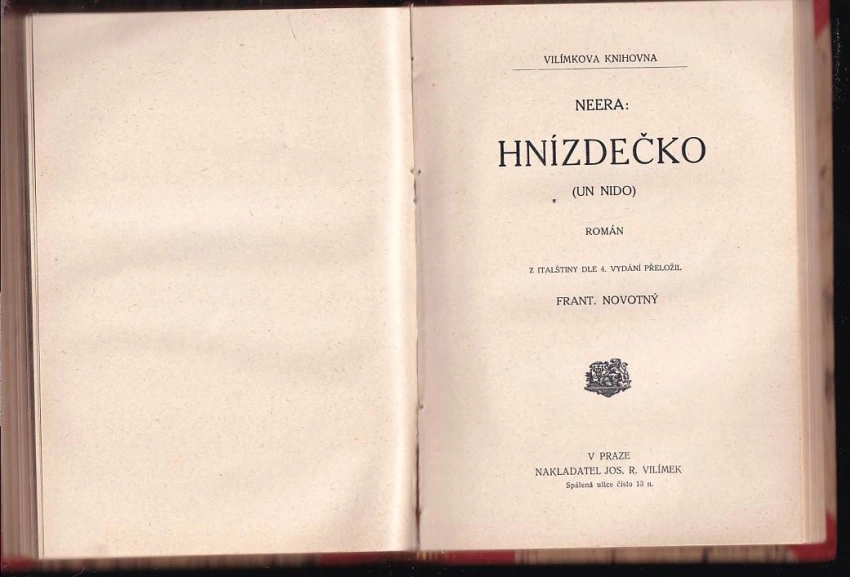 VILÍMKOVA KNIHOVNA
NEERA:
HNÍZDEČKO
(UN NIDO)
ROMÁN
Z ITALŠTINY DLE 4. VYDÁNÍ PŘELOŽIL
FRANT. NOVOTNÝ
V PRAZE
NAKLADATEL JOS. R. VILÍMEK
Spálená ulice číslo 13 n.